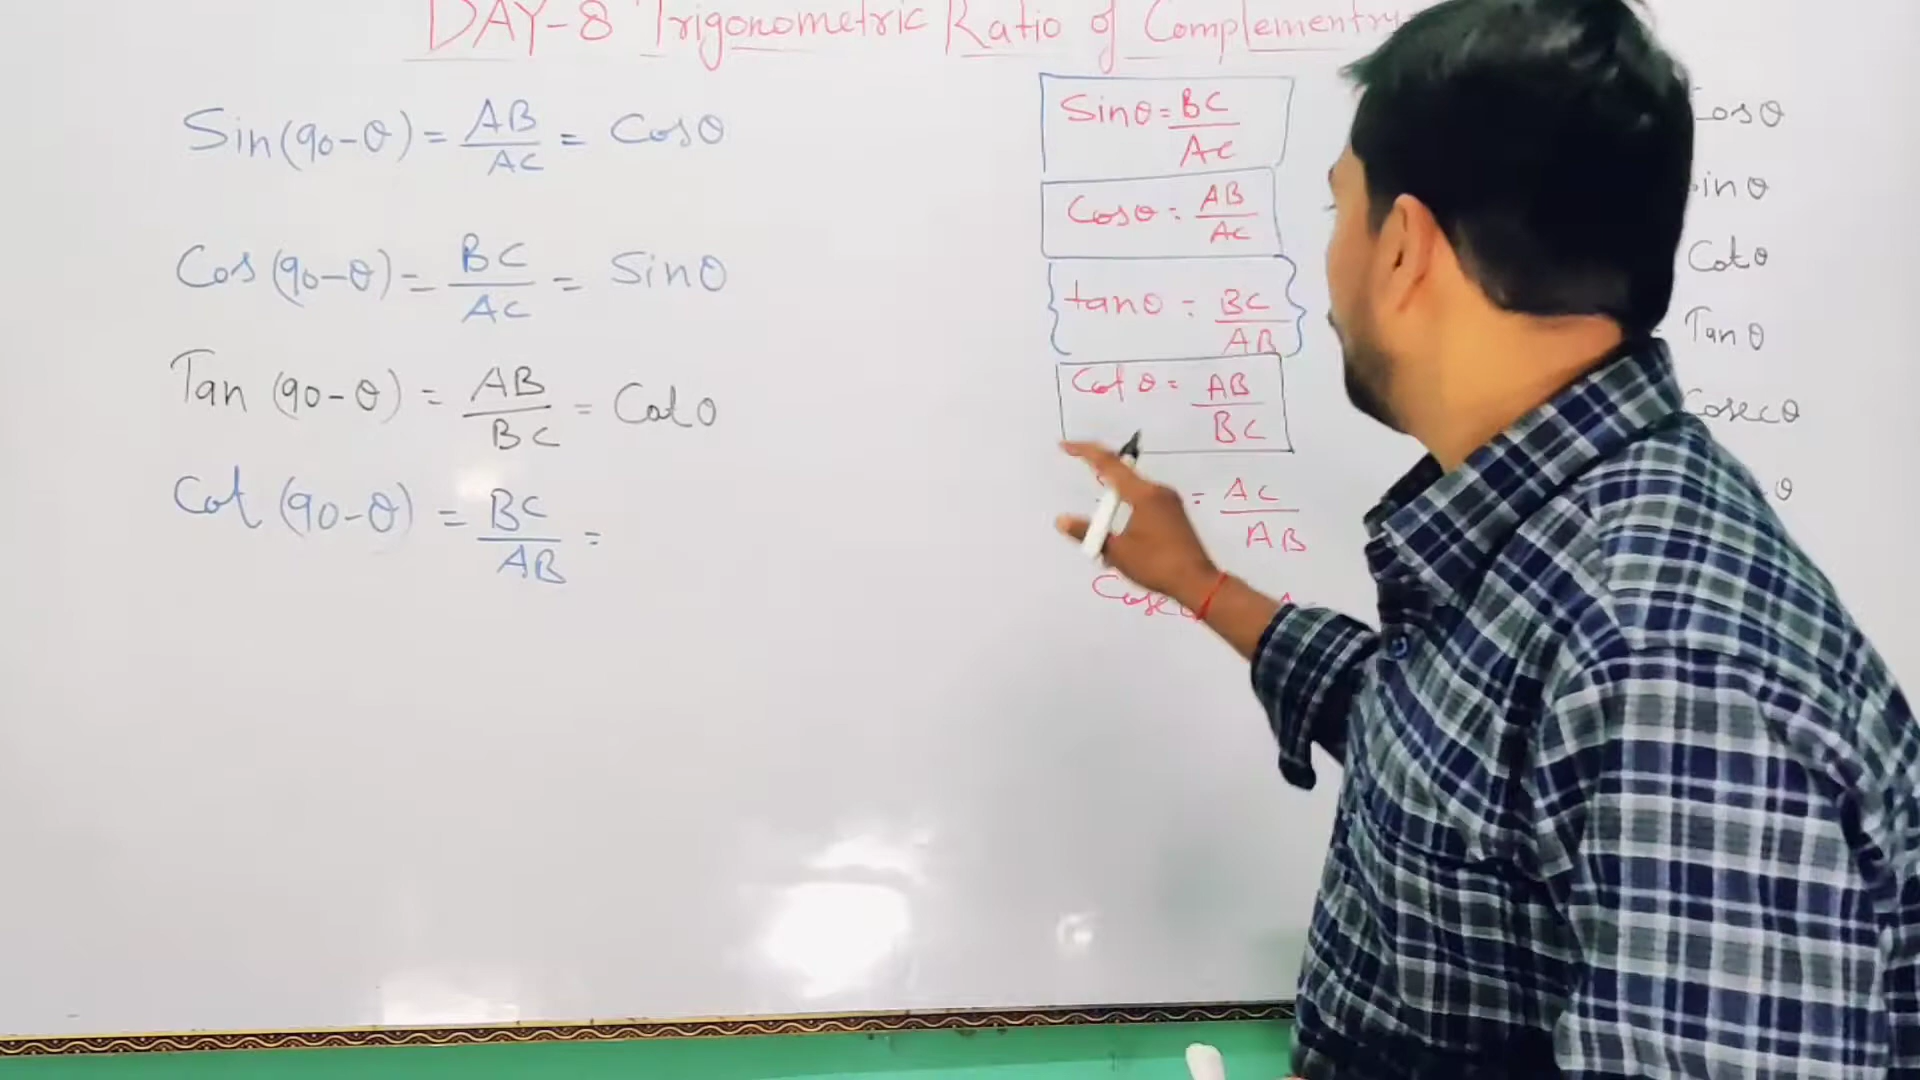 DAY-8 Trigonometric Ratio of Complementry
Sin(90-θ) = AB/AC = Cosθ
Cos(90-θ) = BC/AC = Sinθ
Tan (90-θ) = AB/BC = Cotθ
Cot (90-θ) = BC/AB =
Sinθ = BC/AC
Cosθ = AB/AC
tanθ = BC/AB
Cotθ = AB/BC
= AC/AB
Cosec
Cosθ
Sinθ
Cotθ
Tanθ
Cosecθ
θ